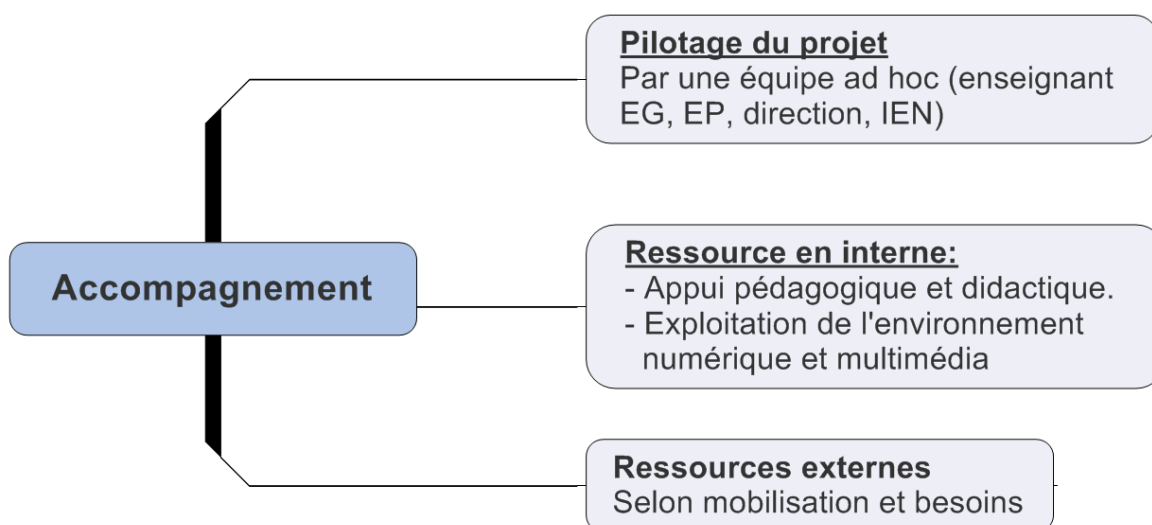 Pilotage du projet
Par une équipe ad hoc (enseignant
EG, EP, direction, IEN)
Accompagnement
Ressource en interne:
- Appui pédagogique et didactique.
- Exploitation de l'environnement
numérique et multimédia
Ressources externes
Selon mobilisation et besoins